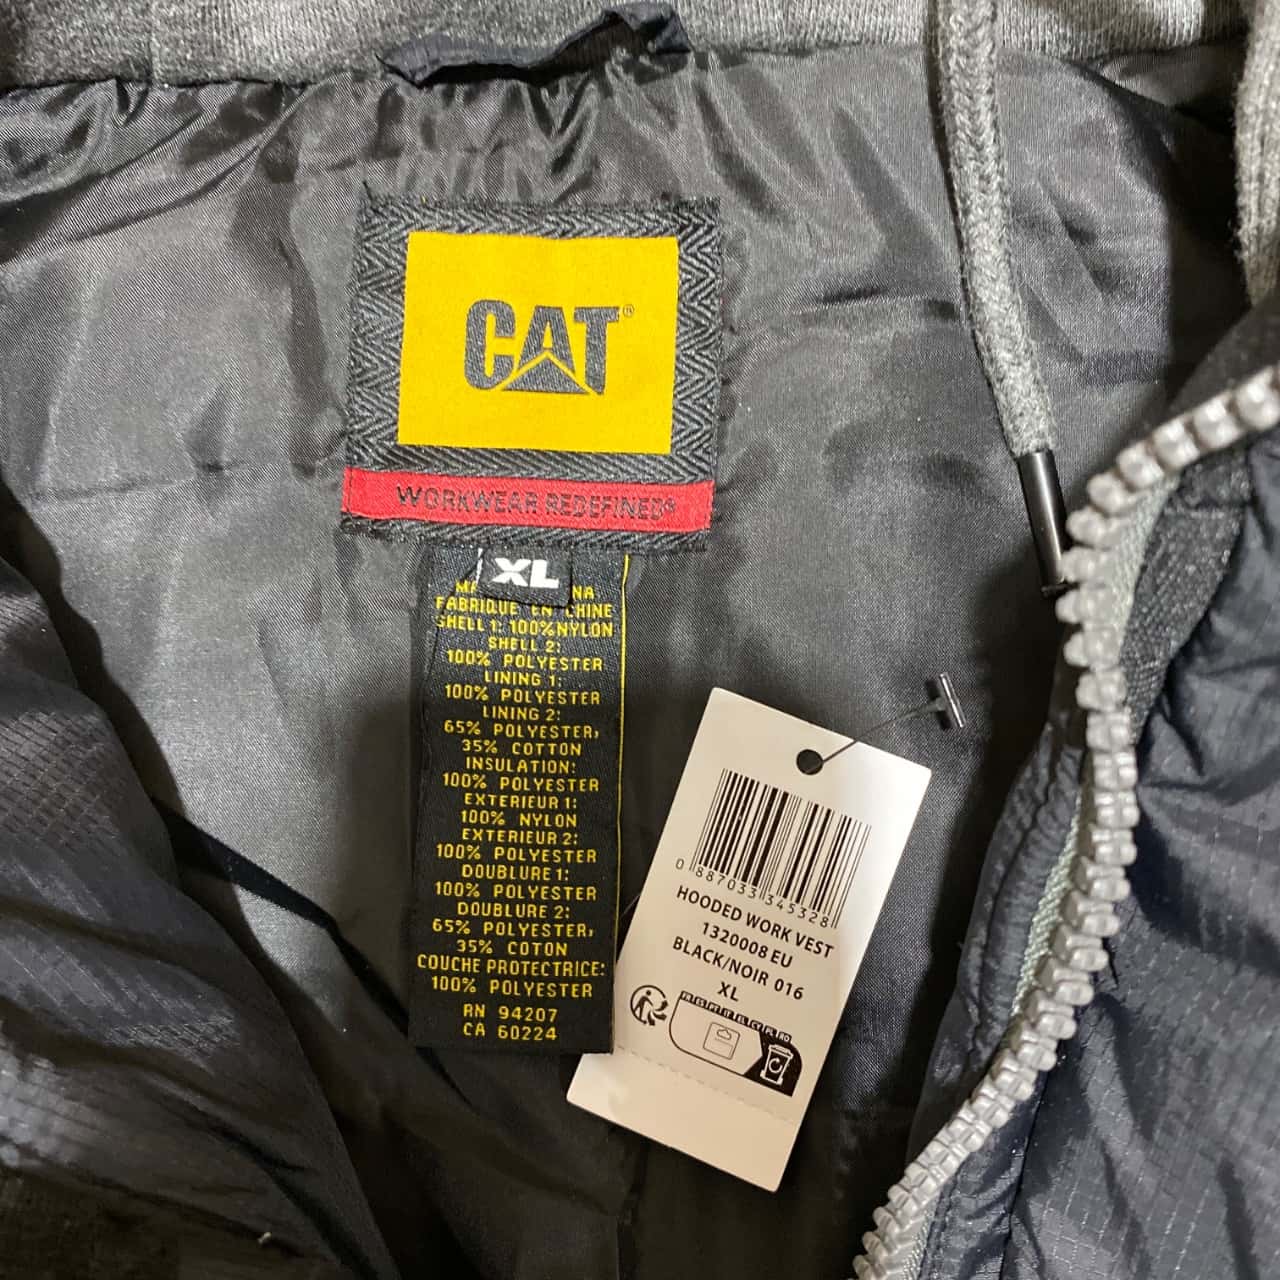 CAT®
WORKWEAR REDEFINED®
XL
FABRIQUE EN CHINE
SHELL 1: 100% NYLON
SHELL 2:
100% POLYESTER
LINING 1:
100% POLYESTER
LINING 2:
65% POLYESTER,
35% COTTON
INSULATION:
100% POLYESTER
EXTERIEUR 1:
100% NYLON
EXTERIEUR 2:
100% POLYESTER
DOUBLURE 1:
100% POLYESTER
DOUBLURE 2:
65% POLYESTER,
35% COTON
COUCHE PROTECTRICE:
100% POLYESTER
RN 94207
CA 60224
0 887033 345328
HOODED WORK VEST
1320008 EU
BLACK/NOIR 016
XL